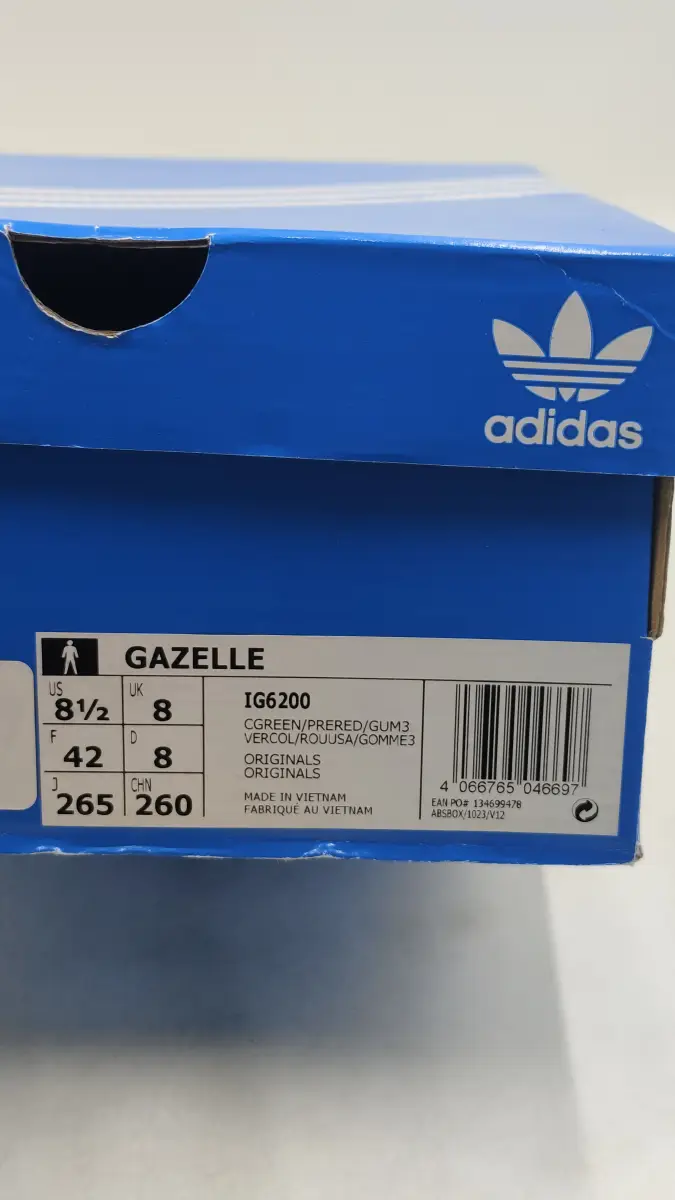 adidas
GAZELLE
US 8½ UK 8
F 42 D 8
J 265 CHN 260
IG6200
CGREEN/PRERED/GUM3
VERCOL/ROUUSA/GOMME3
ORIGINALS
ORIGINALS
MADE IN VIETNAM
FABRIQUÉ AU VIETNAM
4 066765 046697
EAN PO# 134699478
ABSBOX/1023/V12